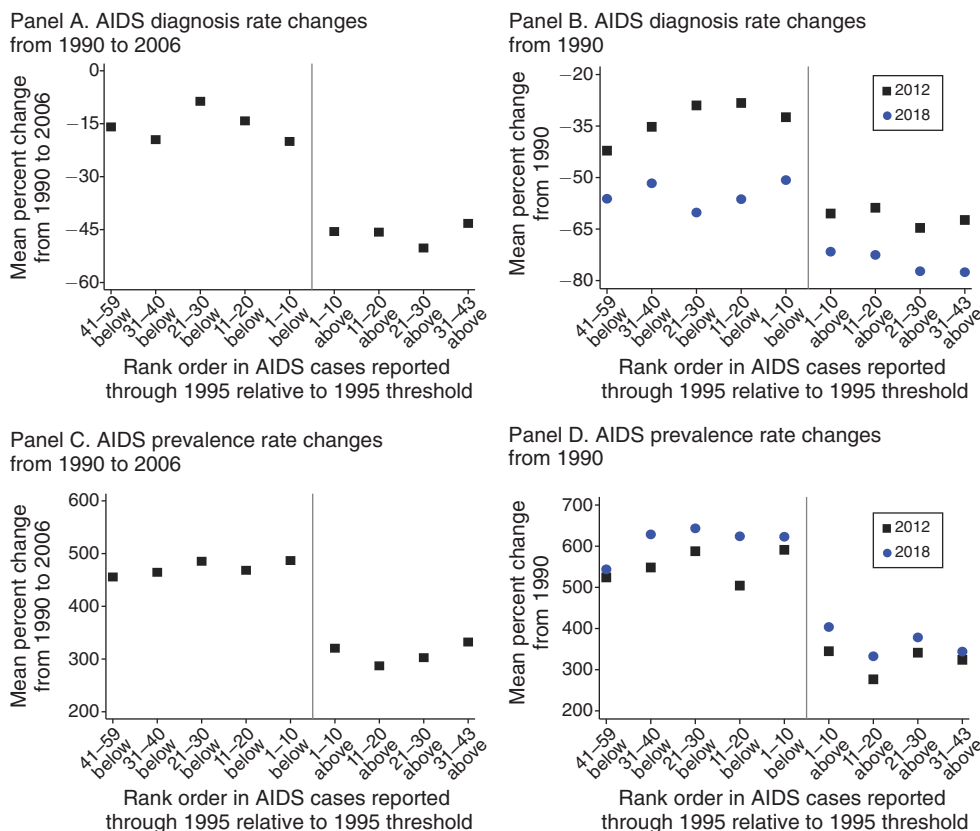 Panel A. AIDS diagnosis rate changes
from 1990 to 2006
Mean percent change
from 1990 to 2006
0
−15
−30
−45
−60
41–59
below
31–40
below
21–30
below
11–20
below
1–10
below
1–10
above
11–20
above
21–30
above
31–43
above
Rank order in AIDS cases reported
through 1995 relative to 1995 threshold
Panel B. AIDS diagnosis rate changes
from 1990
Mean percent change
from 1990
−20
−35
−50
−65
−80
2012
2018
41–59
below
31–40
below
21–30
below
11–20
below
1–10
below
1–10
above
11–20
above
21–30
above
31–43
above
Rank order in AIDS cases reported
through 1995 relative to 1995 threshold
Panel C. AIDS prevalence rate changes
from 1990 to 2006
Mean percent change
from 1990 to 2006
600
500
400
300
200
41–59
below
31–40
below
21–30
below
11–20
below
1–10
below
1–10
above
11–20
above
21–30
above
31–43
above
Rank order in AIDS cases reported
through 1995 relative to 1995 threshold
Panel D. AIDS prevalence rate changes
from 1990
Mean percent change
from 1990
700
600
500
400
300
200
2012
2018
41–59
below
31–40
below
21–30
below
11–20
below
1–10
below
1–10
above
11–20
above
21–30
above
31–43
above
Rank order in AIDS cases reported
through 1995 relative to 1995 threshold